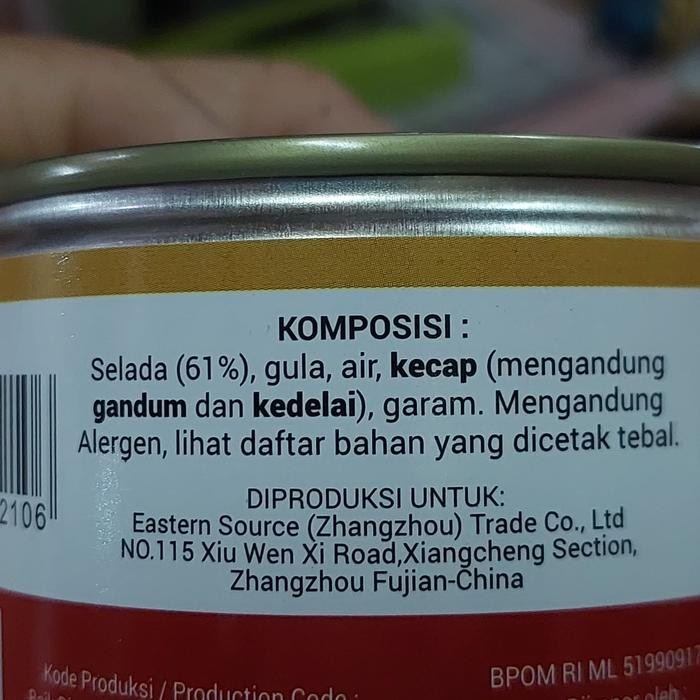 KOMPOSISI :
Selada (61%), gula, air, kecap (mengandung
gandum dan kedelai), garam. Mengandung
Alergen, lihat daftar bahan yang dicetak tebal.
2106
DIPRODUKSI UNTUK:
Eastern Source (Zhangzhou) Trade Co., Ltd
NO.115 Xiu Wen Xi Road,Xiangcheng Section,
Zhangzhou Fujian-China
Kode Produksi / Production Code :
BPOM RI ML 51990917